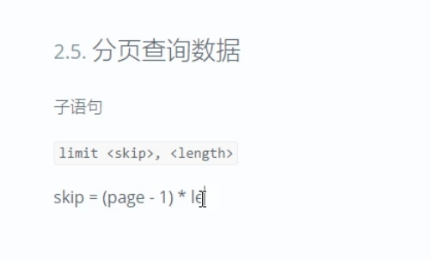 2.5. 分页查询数据
子语句
limit <skip>, <length>
skip = (page - 1) * le